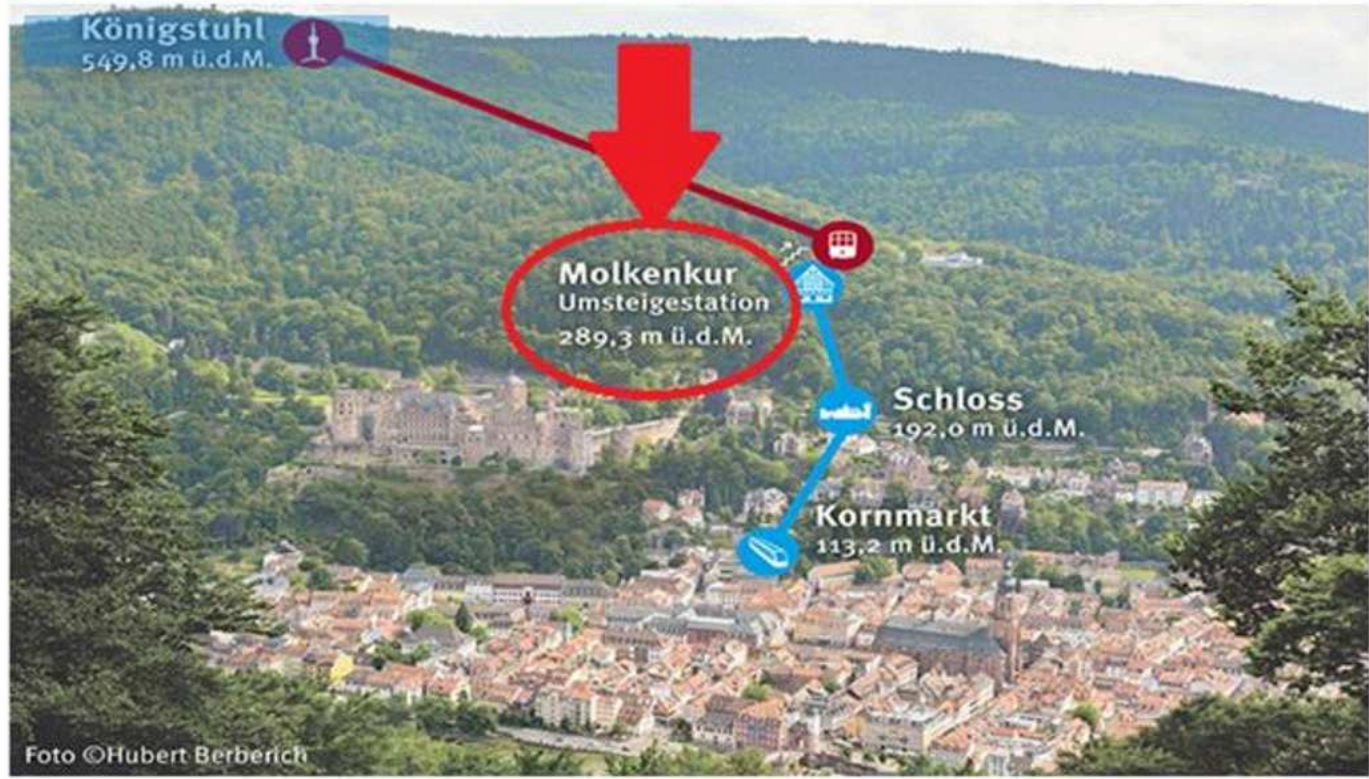 Königstuhl
549,8 m ü.d.M.
Molkenkur
Umsteigestation
289,3 m ü.d.M.
Schloss
192,0 m ü.d.M.
Kornmarkt
113,2 m ü.d.M.
Foto ©Hubert Berberich